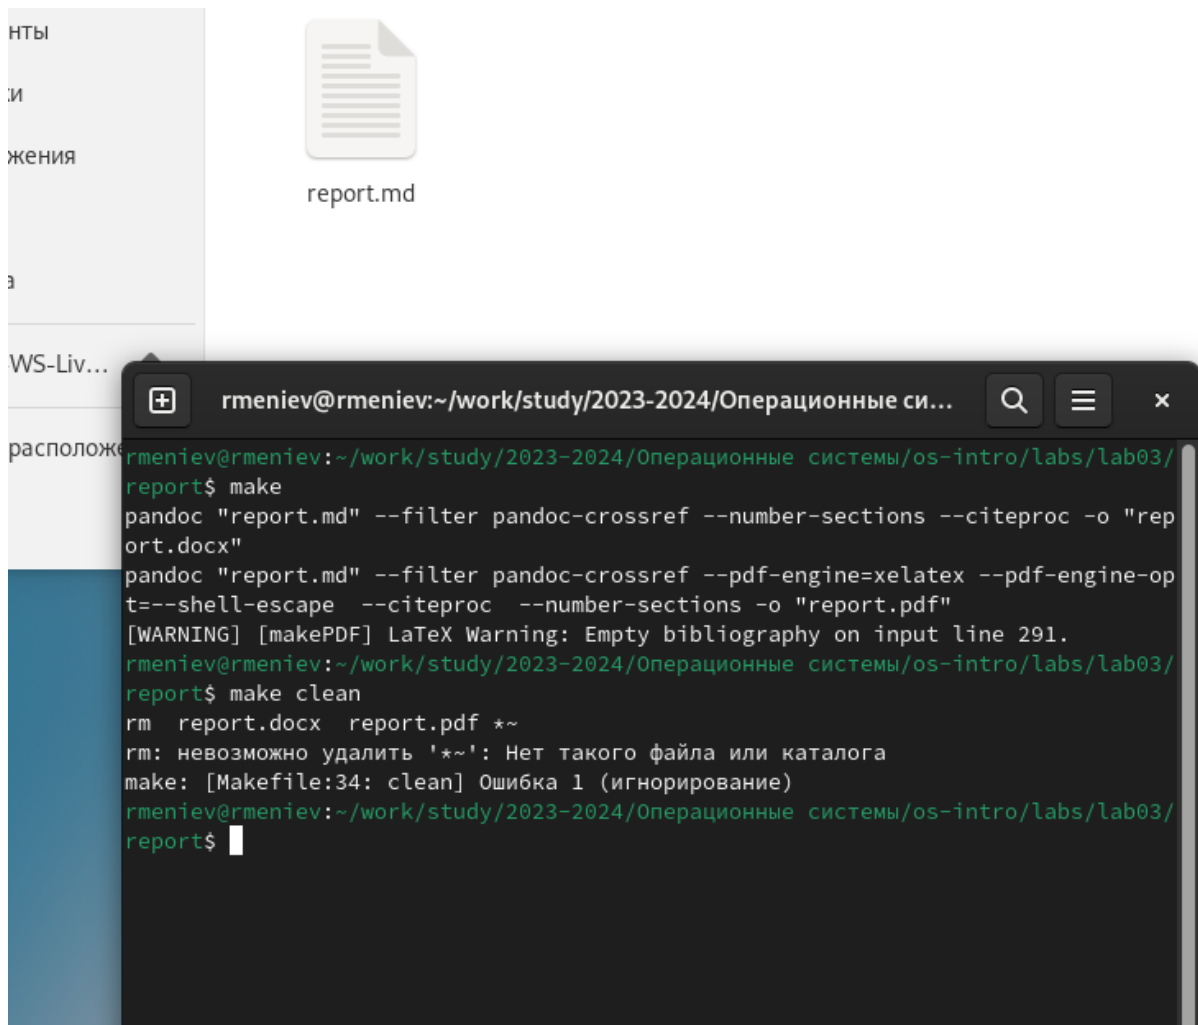 нты
ки
жения
а
report.md
WS-Liv...
расположе
rmeniev@rmeniev:~/work/study/2023-2024/Операционные си...
rmeniev@rmeniev:~/work/study/2023-2024/Операционные системы/os-intro/labs/lab03/
report$ make
pandoc "report.md" --filter pandoc-crossref --number-sections --citeproc -o "rep
ort.docx"
pandoc "report.md" --filter pandoc-crossref --pdf-engine=xelatex --pdf-engine-op
t=--shell-escape  --citeproc  --number-sections -o "report.pdf"
[WARNING] [makePDF] LaTeX Warning: Empty bibliography on input line 291.
rmeniev@rmeniev:~/work/study/2023-2024/Операционные системы/os-intro/labs/lab03/
report$ make clean
rm  report.docx  report.pdf *~
rm: невозможно удалить '*~': Нет такого файла или каталога
make: [Makefile:34: clean] Ошибка 1 (игнорирование)
rmeniev@rmeniev:~/work/study/2023-2024/Операционные системы/os-intro/labs/lab03/
report$